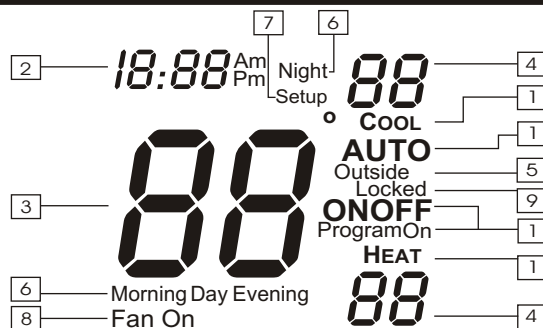 7 6
2 18:88 Am Pm Night 88 4
Setup
° COOL 1
AUTO 1
Outside 5
Locked 9
3 88 ONOFF
ProgramOn 1
HEAT 1
6 Morning Day Evening
8 Fan On 88 4